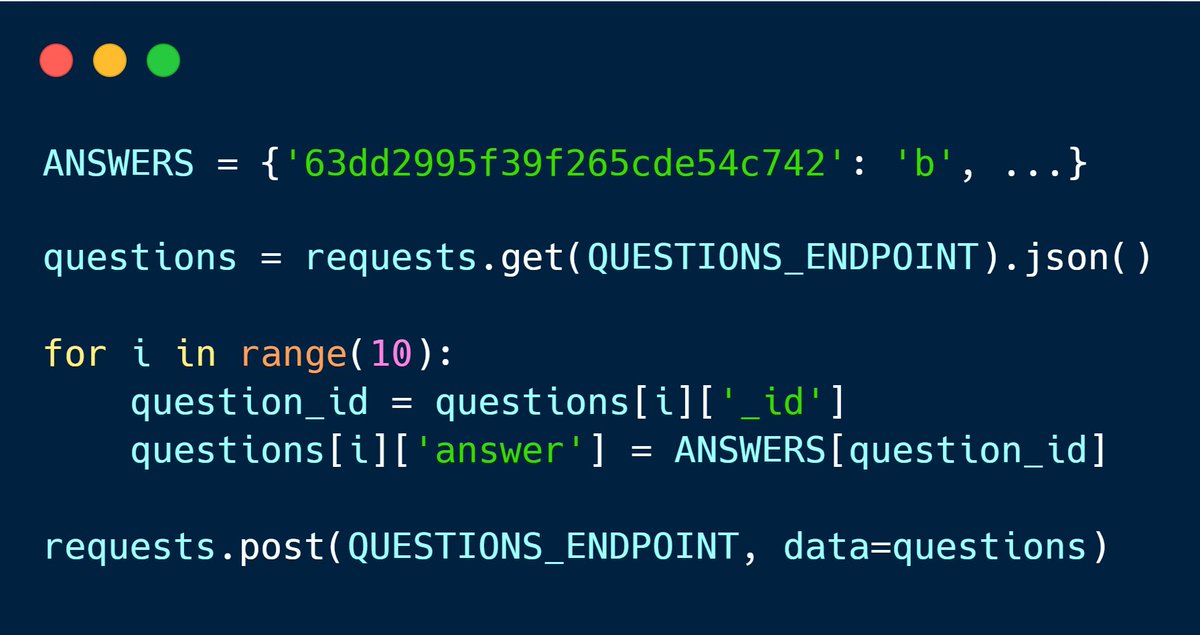 ANSWERS = {'63dd2995f39f265cde54c742': 'b', ...}
questions = requests.get(QUESTIONS_ENDPOINT).json()
for i in range(10):
    question_id = questions[i]['_id']
    questions[i]['answer'] = ANSWERS[question_id]
requests.post(QUESTIONS_ENDPOINT, data=questions)